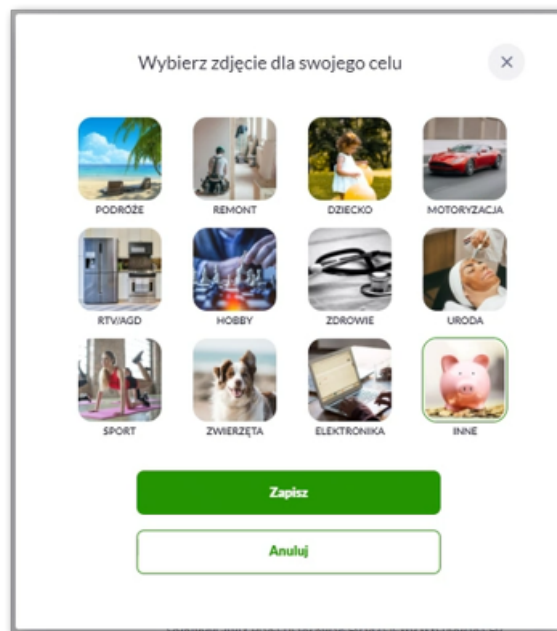 Wybierz zdjęcie dla swojego celu
PODRÓŻE
REMONT
DZIECKO
MOTORYZACJA
RTV/AGD
HOBBY
ZDROWIE
URODA
SPORT
ZWIERZĘTA
ELEKTRONIKA
INNE
Zapisz
Anuluj